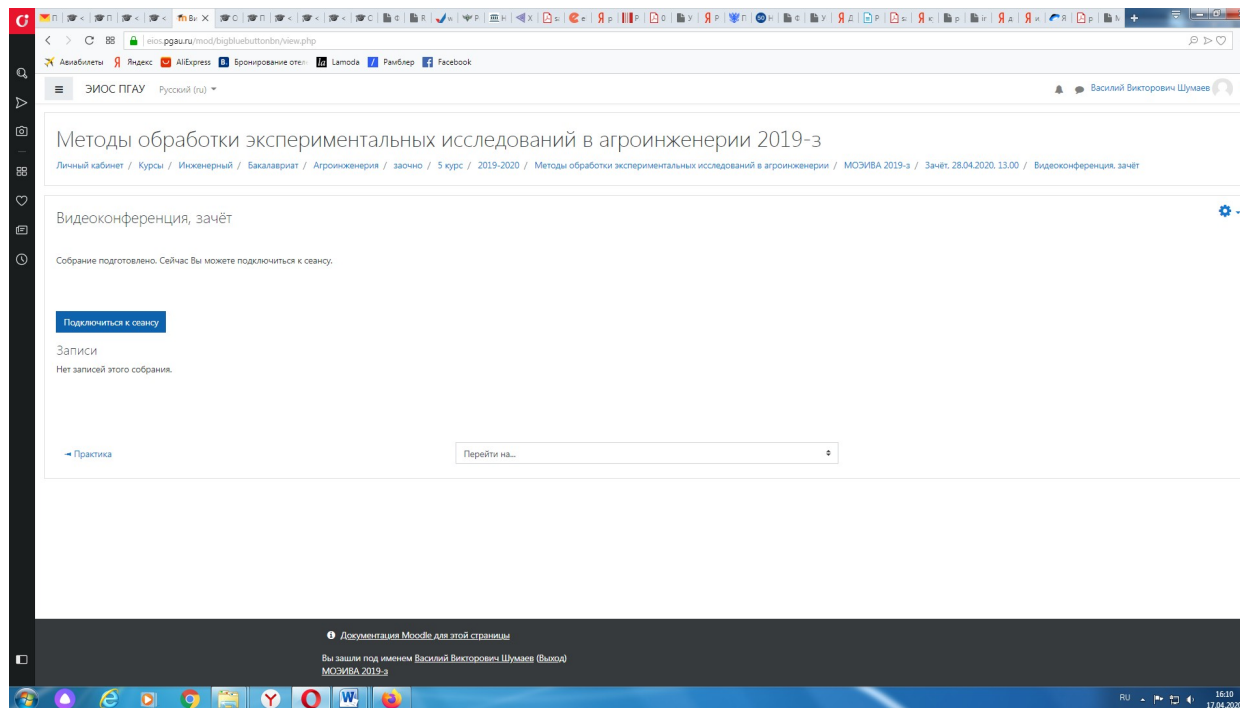 eios.pgau.ru/mod/bigbluebuttonbn/view.php
Авиабилеты Яндекс AliExpress Бронирование отел Lamoda Рамблер Facebook
ЭИОС ПГАУ Русский (ru) Василий Викторович Шумаев
Методы обработки экспериментальных исследований в агроинженерии 2019-з
Личный кабинет / Курсы / Инженерный / Бакалавриат / Агроинженерия / заочно / 5 курс / 2019-2020 / Методы обработки экспериментальных исследований в агроинженерии / МОЭИВА 2019-з / Зачёт. 28.04.2020. 13.00 / Видеоконференция, зачёт
Видеоконференция, зачёт
Собрание подготовлено. Сейчас Вы можете подключиться к сеансу.
Подключиться к сеансу
Записи
Нет записей этого собрания.
◄ Практика
Перейти на...
Документация Moodle для этой страницы
Вы зашли под именем Василий Викторович Шумаев (Выход)
МОЭИВА 2019-з
RU 16:10
17.04.2020